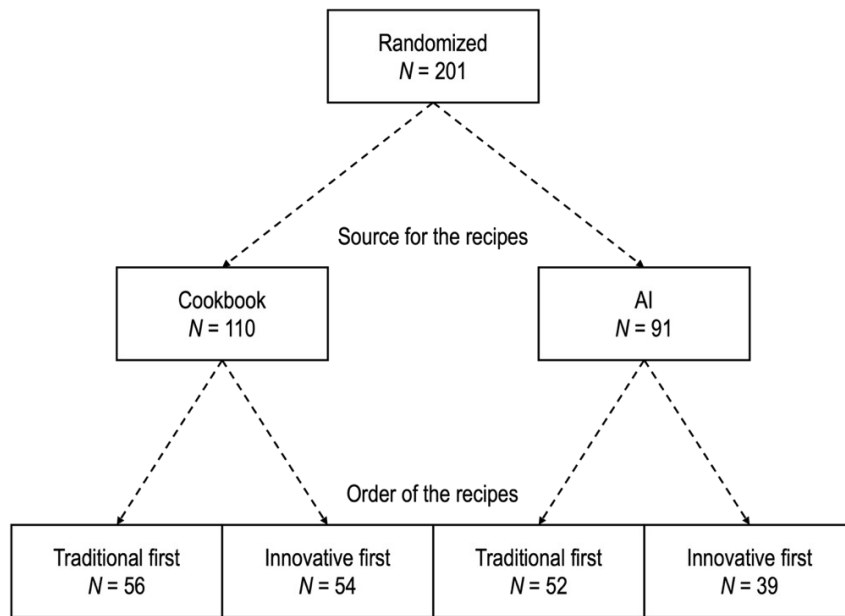 Randomized
N = 201
Source for the recipes
Cookbook
N = 110
AI
N = 91
Order of the recipes
Traditional first
N = 56
Innovative first
N = 54
Traditional first
N = 52
Innovative first
N = 39